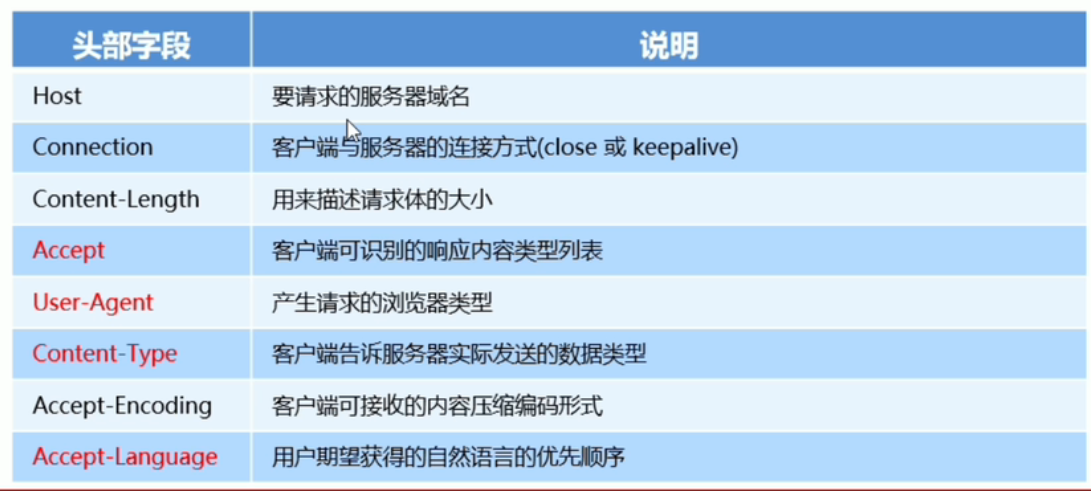 头部字段 说明
Host 要请求的服务器域名
Connection 客户端与服务器的连接方式(close 或 keepalive)
Content-Length 用来描述请求体的大小
Accept 客户端可识别的响应内容类型列表
User-Agent 产生请求的浏览器类型
Content-Type 客户端告诉服务器实际发送的数据类型
Accept-Encoding 客户端可接收的内容压缩编码形式
Accept-Language 用户期望获得的自然语言的优先顺序